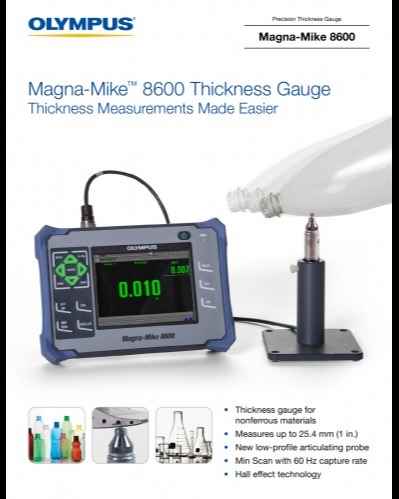 OLYMPUS
Precision Thickness Gauge
Magna-Mike 8600
Magna-Mike™ 8600 Thickness Gauge
Thickness Measurements Made Easier
OLYMPUS
0.007
0.010
Magna-Mike 8600
• Thickness gauge for
nonferrous materials
• Measures up to 25.4 mm (1 in.)
• New low-profile articulating probe
• Min Scan with 60 Hz capture rate
• Hall effect technology